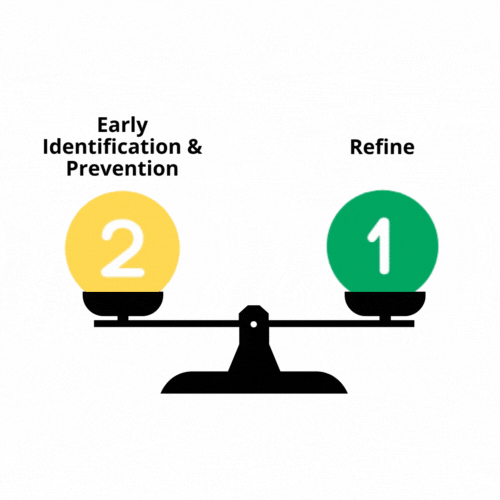 Early
Identification &
Prevention
Refine
2
1